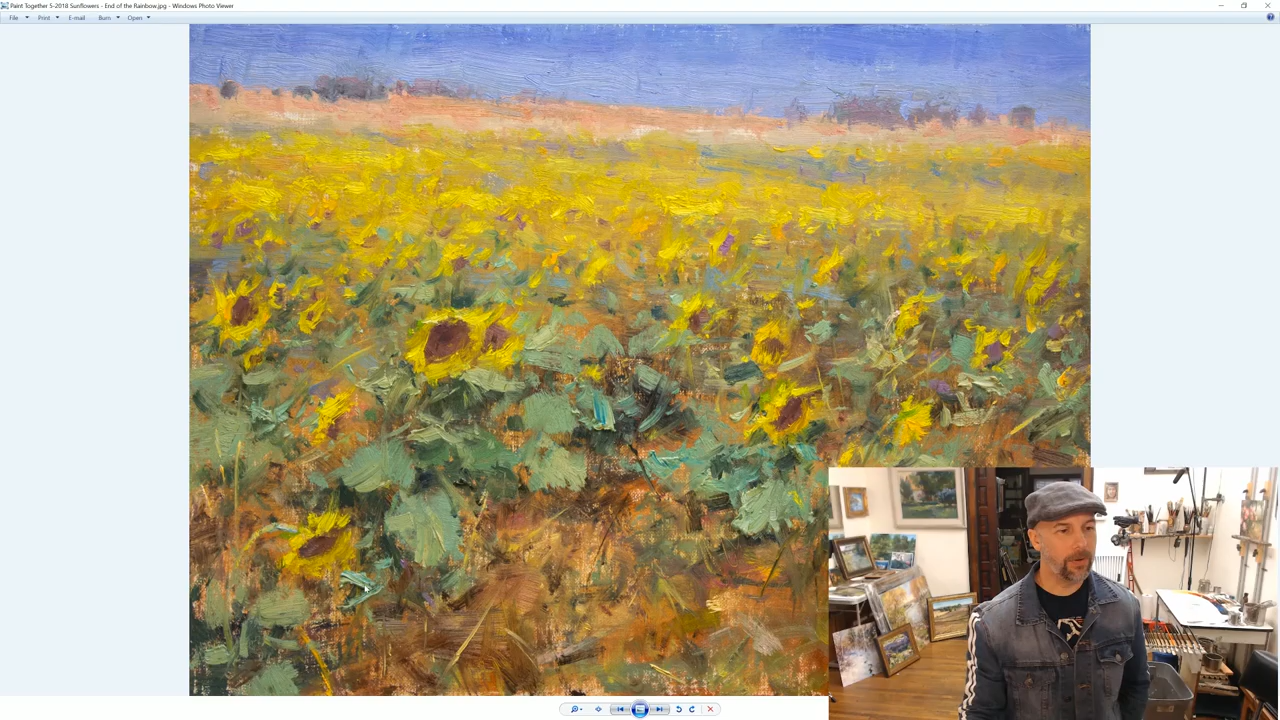 Paint Together 5-2018 Sunflowers - End of the Rainbow.jpg - Windows Photo Viewer
File Print E-mail Burn Open